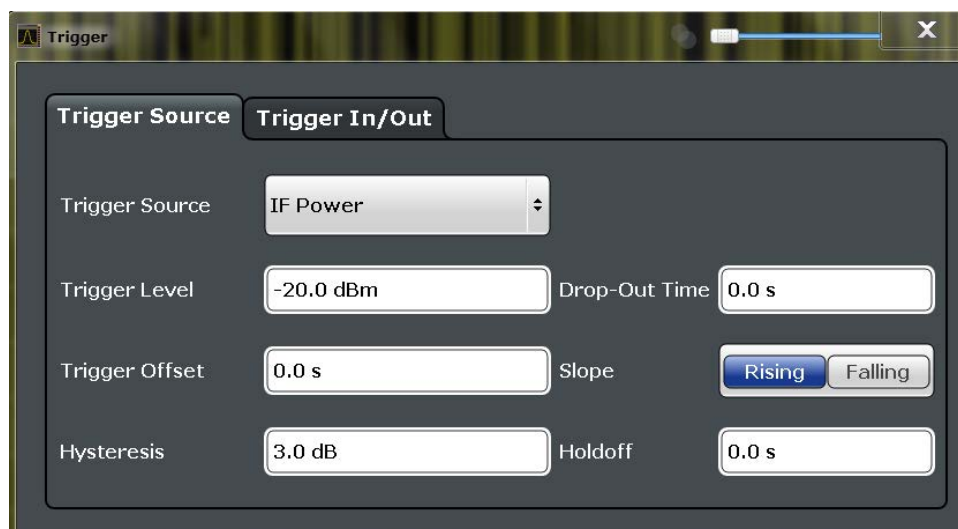 Trigger
X
Trigger Source
Trigger In/Out
Trigger Source
IF Power
Trigger Level
-20.0 dBm
Drop-Out Time
0.0 s
Trigger Offset
0.0 s
Slope
Rising
Falling
Hysteresis
3.0 dB
Holdoff
0.0 s